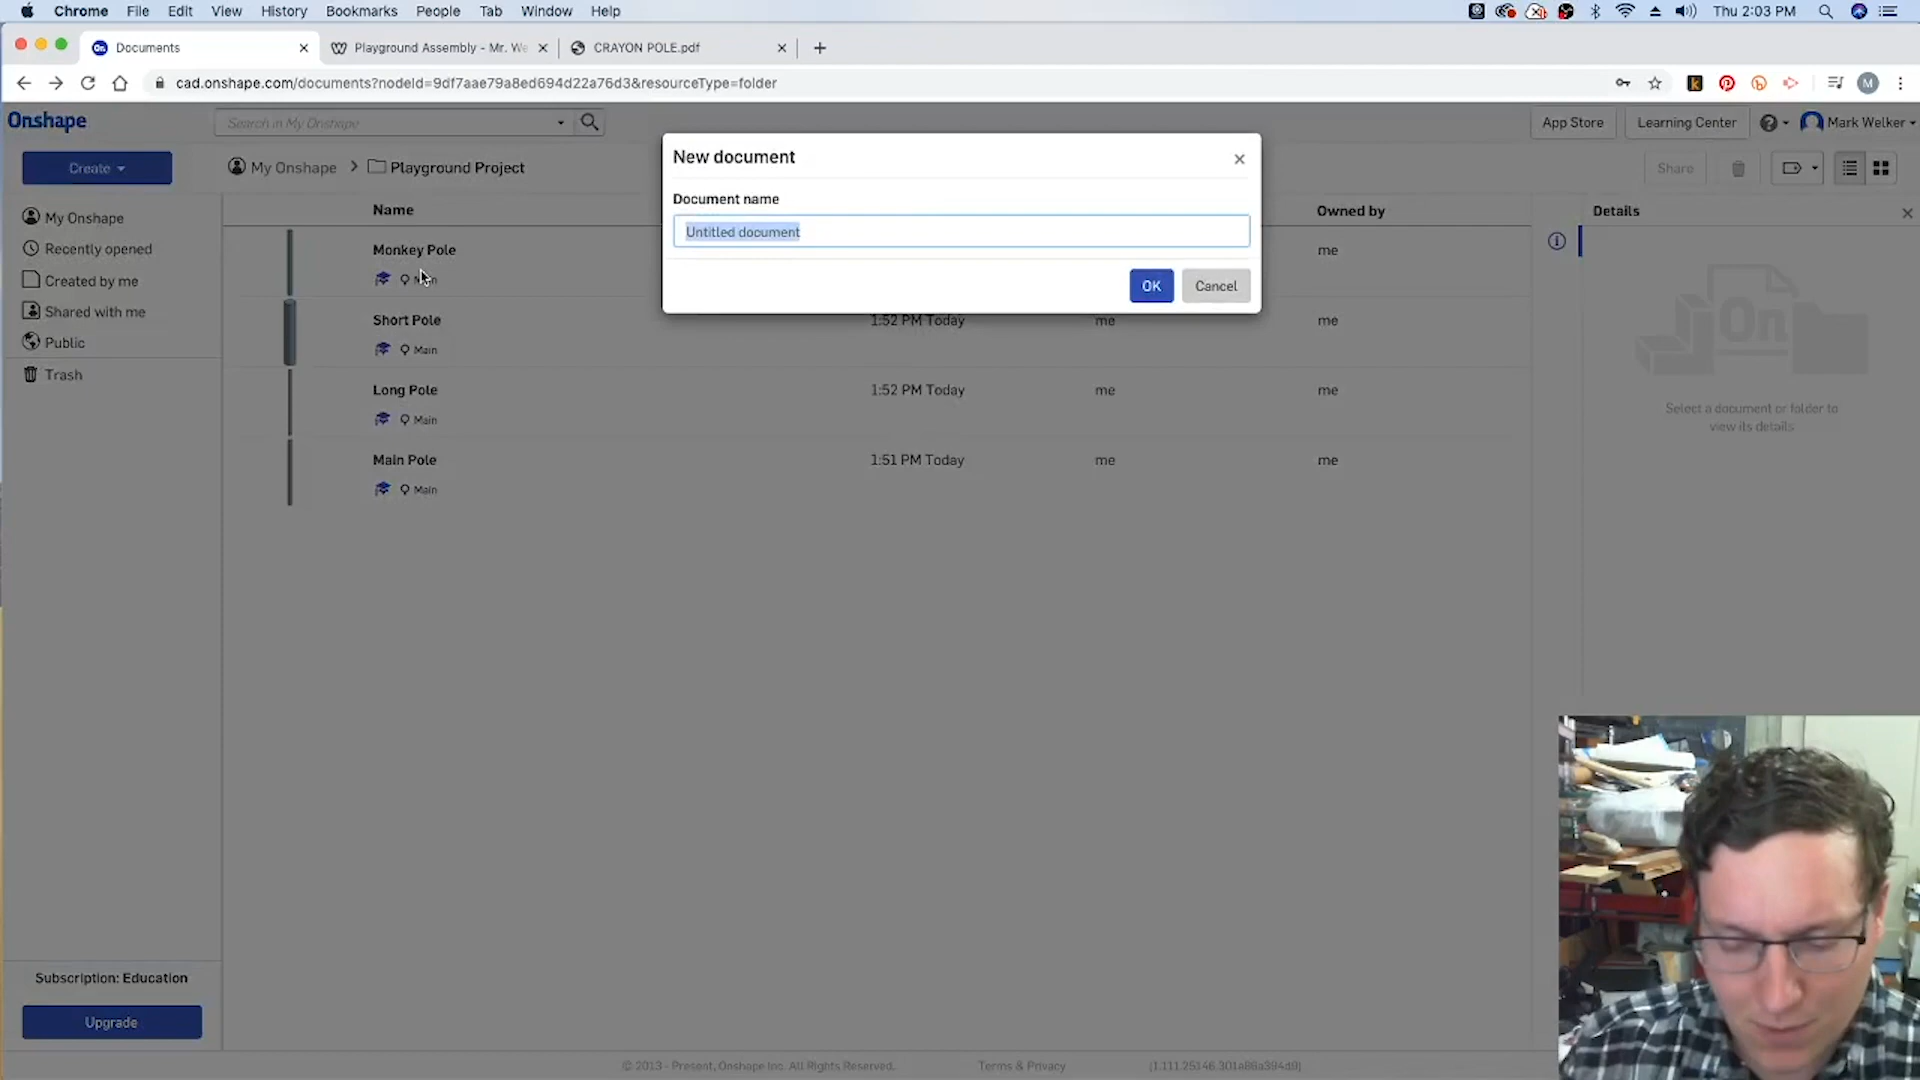 Chrome File Edit View History Bookmarks People Tab Window Help Thu 2:03 PM
Documents Playground Assembly - Mr. We CRAYON POLE.pdf
cad.onshape.com/documents?nodeId=9df7aae79a8ed694d22a76d3&resourceType=folder M
Onshape Search in My Onshape App Store Learning Center Mark Welker
Create My Onshape > Playground Project Share
New document
Document name
Untitled document
OK Cancel
My Onshape
Recently opened
Created by me
Shared with me
Public
Trash
Name Owned by
Monkey Pole me
Short Pole 1:52 PM Today me me
Main
Long Pole 1:52 PM Today me me
Main
Main Pole 1:51 PM Today me me
Main
Details
On
Select a document or folder to
view its details
Subscription: Education
Upgrade
© 2013 - Present, Onshape Inc. All Rights Reserved. Terms & Privacy